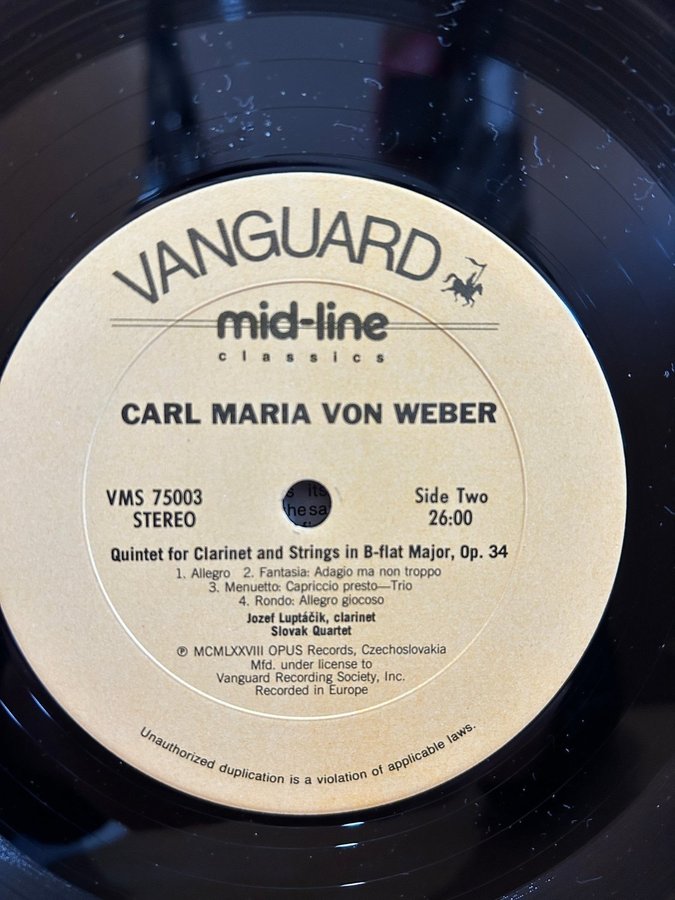 VANGUARD
mid-line
classics
CARL MARIA VON WEBER
VMS 75003
STEREO
Side Two
26:00
Quintet for Clarinet and Strings in B-flat Major, Op. 34
1. Allegro 2. Fantasia: Adagio ma non troppo
3. Menuetto: Capriccio presto—Trio
4. Rondo: Allegro giocoso
Jozef Luptáčik, clarinet
Slovak Quartet
℗ MCMLXXVIII OPUS Records, Czechoslovakia
Mfd. under license to
Vanguard Recording Society, Inc.
Recorded in Europe
Unauthorized duplication is a violation of applicable laws.